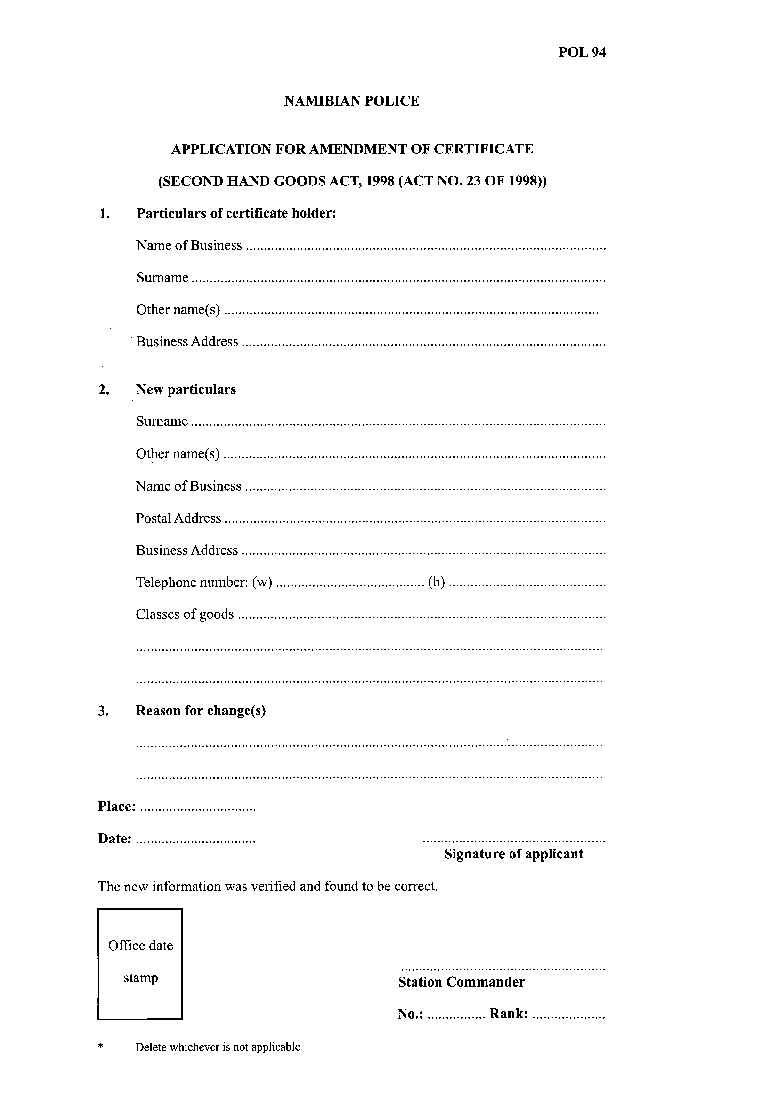 POL 94
NAMIBIAN POLICE
APPLICATION FOR AMENDMENT OF CERTIFICATE
(SECOND HAND GOODS ACT, 1998 (ACT NO. 23 OF 1998))
1. Particulars of certificate holder:
Name of Business ..........
Surname ..........
Other name(s) ..........
Business Address ..........
2. New particulars
Surname ..........
Other name(s) ..........
Name of Business ..........
Postal Address ..........
Business Address ..........
Telephone number: (w) .......... (h) ..........
Classes of goods ..........
3. Reason for change(s)
Place: ..........
Date: ..........
Signature of applicant
The new information was verified and found to be correct.
Office date
stamp
Station Commander
No.: .......... Rank: ..........
* Delete whichever is not applicable